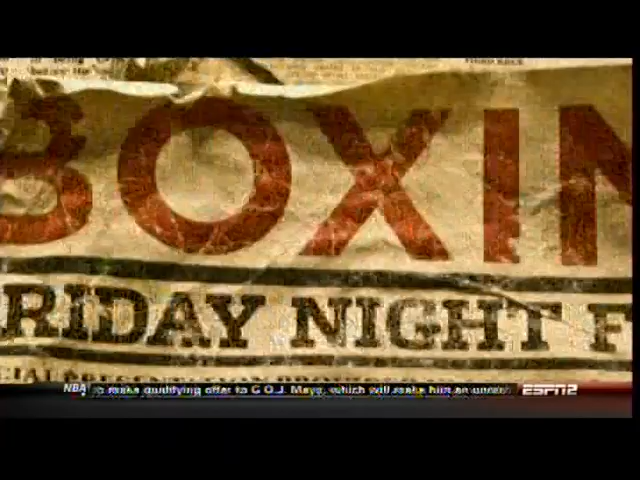 BOXIN
RIDAY NIGHT F
NBA to make qualifying offer to G O.J. Mayo, which will make him an unrest
ESPN2